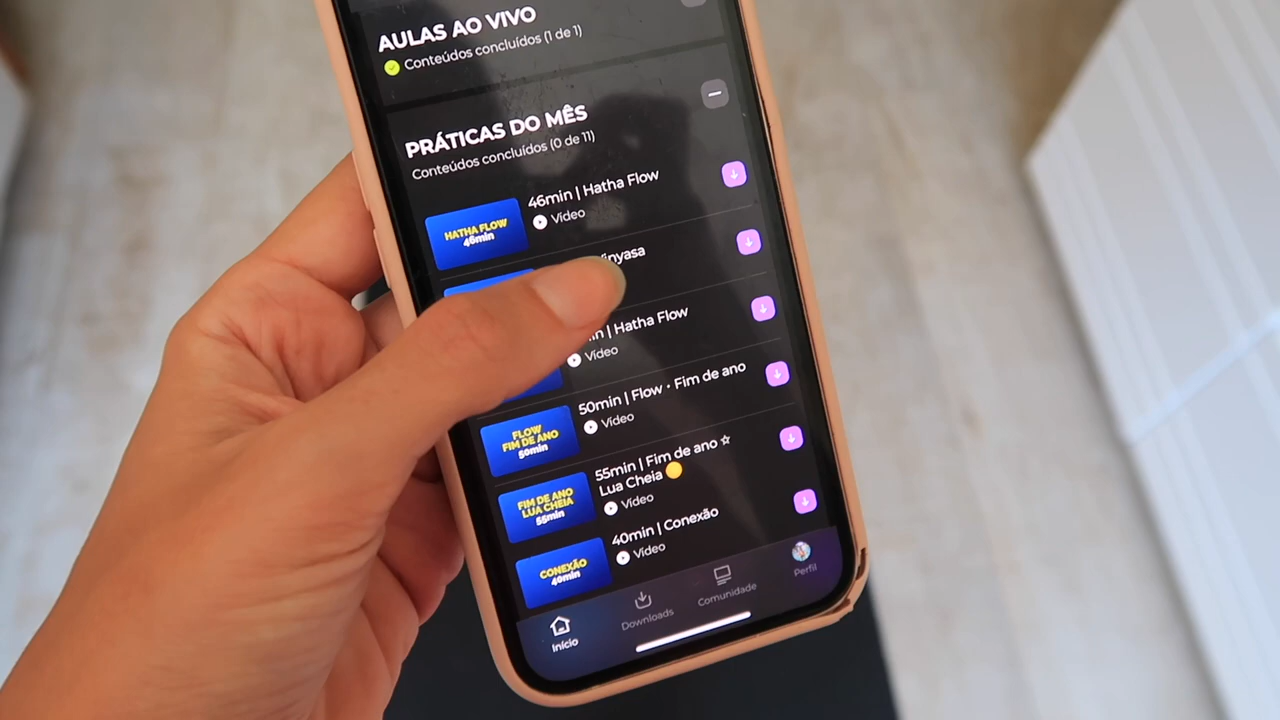 AULAS AO VIVO
Conteúdos concluídos (1 de 1)
PRÁTICAS DO MÊS
Conteúdos concluídos (0 de 11)
HATHA FLOW
46min
46min | Hatha Flow
Vídeo
| Hatha Flow
Vídeo
FLOW
FIM DE ANO
50min
50min | Flow • Fim de ano
Vídeo
FIM DE ANO
LUA CHEIA
55min
55min | Fim de ano ☆
Lua Cheia
Vídeo
CONEXÃO
40min
40min | Conexão
Vídeo
Início
Downloads
Comunidade
Perfil